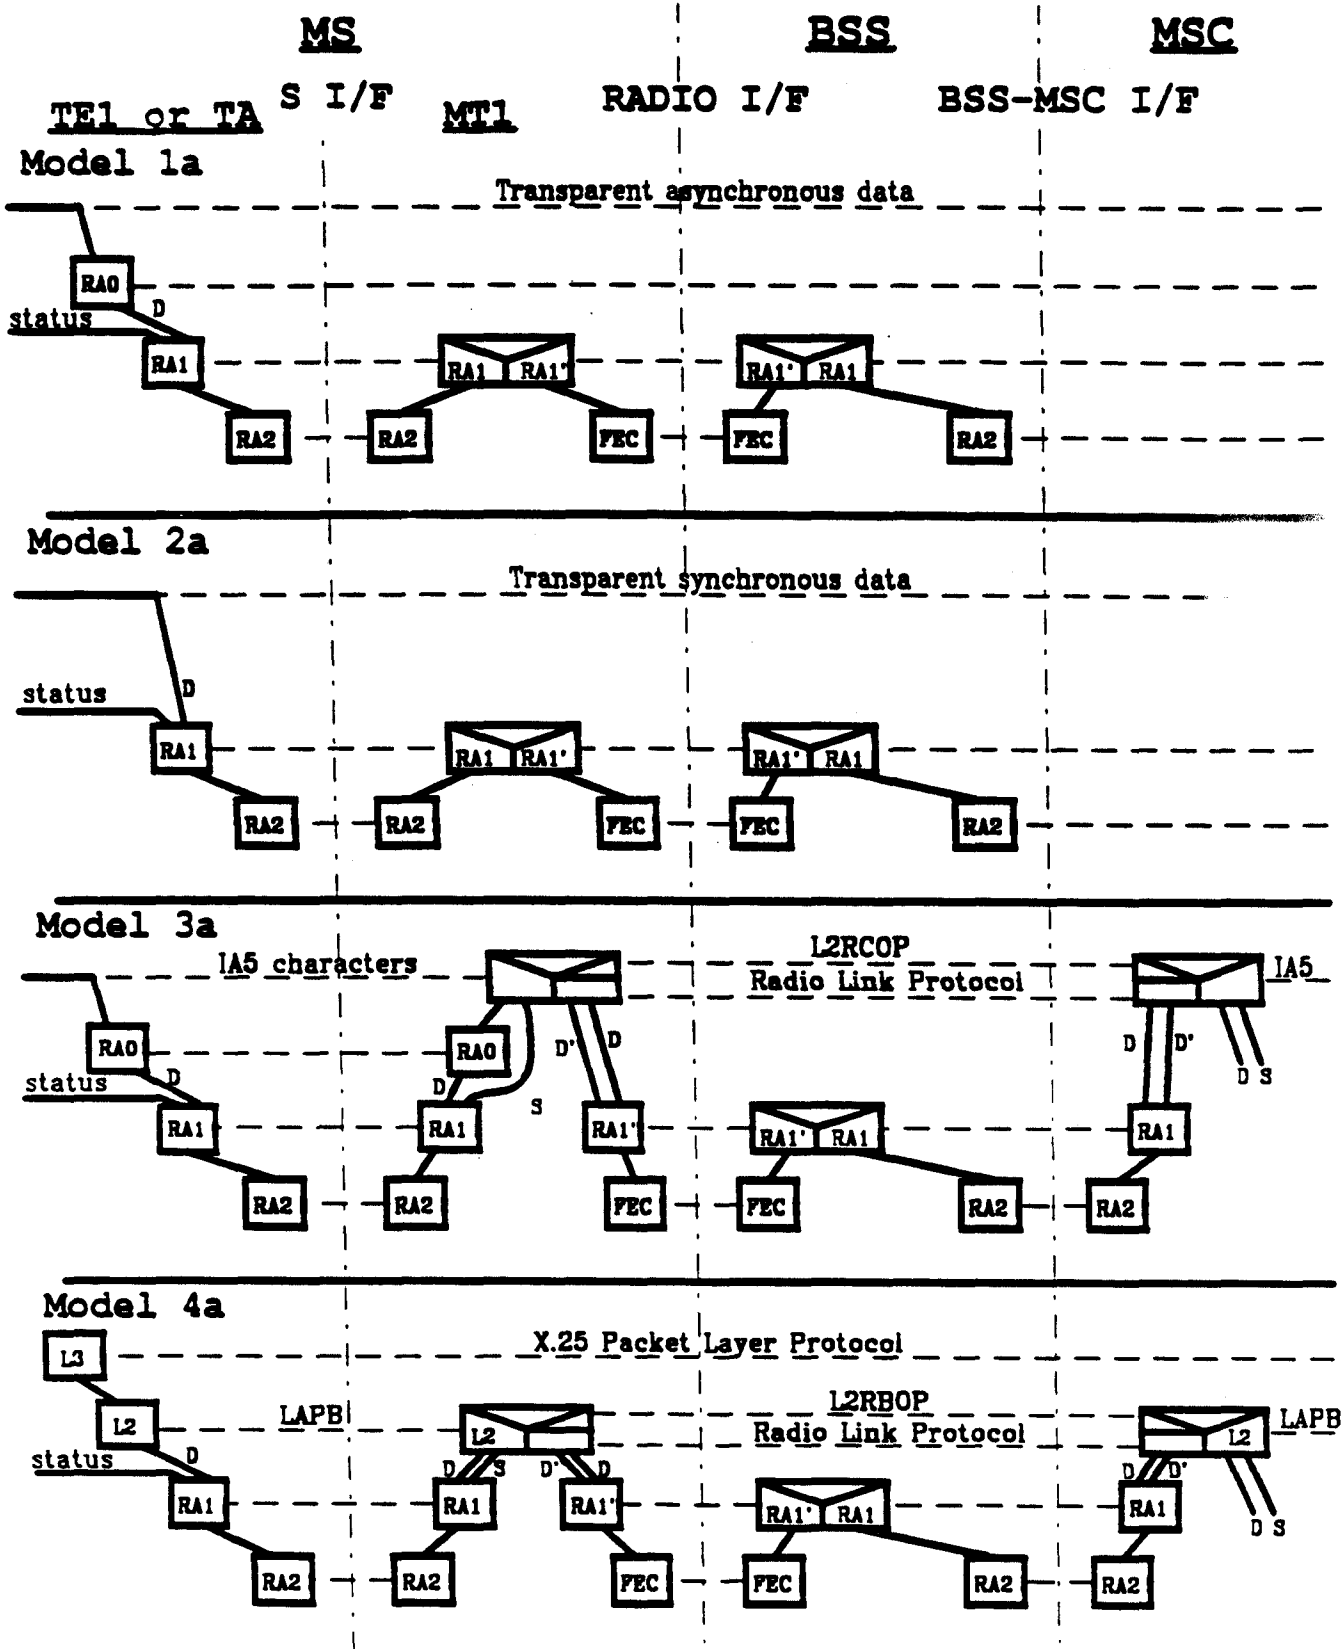 MS BSS MSC
S I/F RADIO I/F BSS-MSC I/F
TE1 or TA MT1
Model 1a
Transparent asynchronous data
RA0
D
status
RA1 RA1 RA1' RA1' RA1
RA2 RA2 FEC FEC RA2
Model 2a
Transparent synchronous data
D
status
RA1 RA1 RA1' RA1' RA1
RA2 RA2 FEC FEC RA2
Model 3a
L2RCOP
IA5 characters IA5
Radio Link Protocol
RA0 RA0 D' D D D'
D D D S
status
S
RA1 RA1 RA1' RA1' RA1 RA1
RA2 RA2 FEC FEC RA2 RA2
Model 4a
X.25 Packet Layer Protocol
L3
L2RBOP
LAPB LAPB
L2 L2 Radio Link Protocol L2
D
status D S D' D D D'
RA1 RA1 RA1' RA1' RA1 RA1
D S
RA2 RA2 FEC FEC RA2 RA2